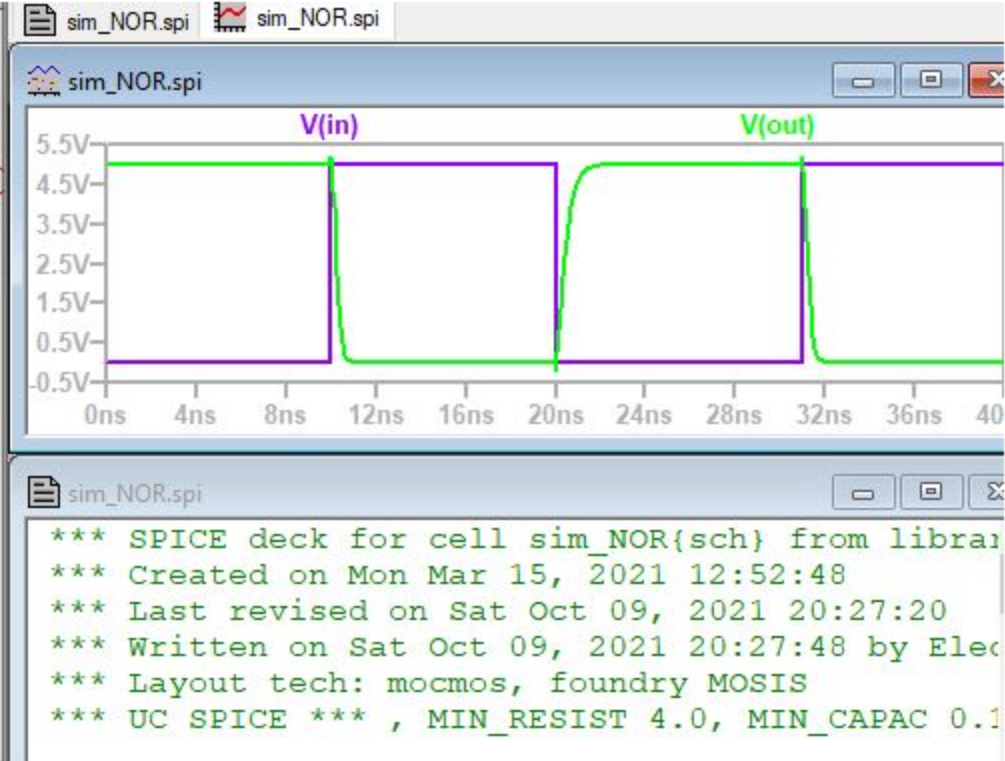 sim_NOR.spi sim_NOR.spi
sim_NOR.spi
V(in) V(out)
5.5V
4.5V
3.5V
2.5V
1.5V
0.5V
-0.5V
0ns 4ns 8ns 12ns 16ns 20ns 24ns 28ns 32ns 36ns 40
sim_NOR.spi
*** SPICE deck for cell sim_NOR{sch} from librar
*** Created on Mon Mar 15, 2021 12:52:48
*** Last revised on Sat Oct 09, 2021 20:27:20
*** Written on Sat Oct 09, 2021 20:27:48 by Elec
*** Layout tech: mocmos, foundry MOSIS
*** UC SPICE *** , MIN_RESIST 4.0, MIN_CAPAC 0.1